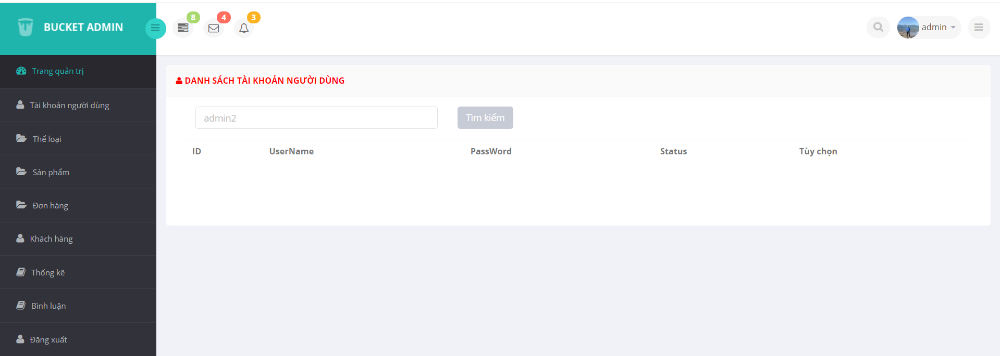 BUCKET ADMIN
8
4
3
admin
Trang quản trị
Tài khoản người dùng
Thể loại
Sản phẩm
Đơn hàng
Khách hàng
Thống kê
Bình luận
Đăng xuất
DANH SÁCH TÀI KHOẢN NGƯỜI DÙNG
admin2 Tìm kiếm
ID UserName PassWord Status Tùy chọn